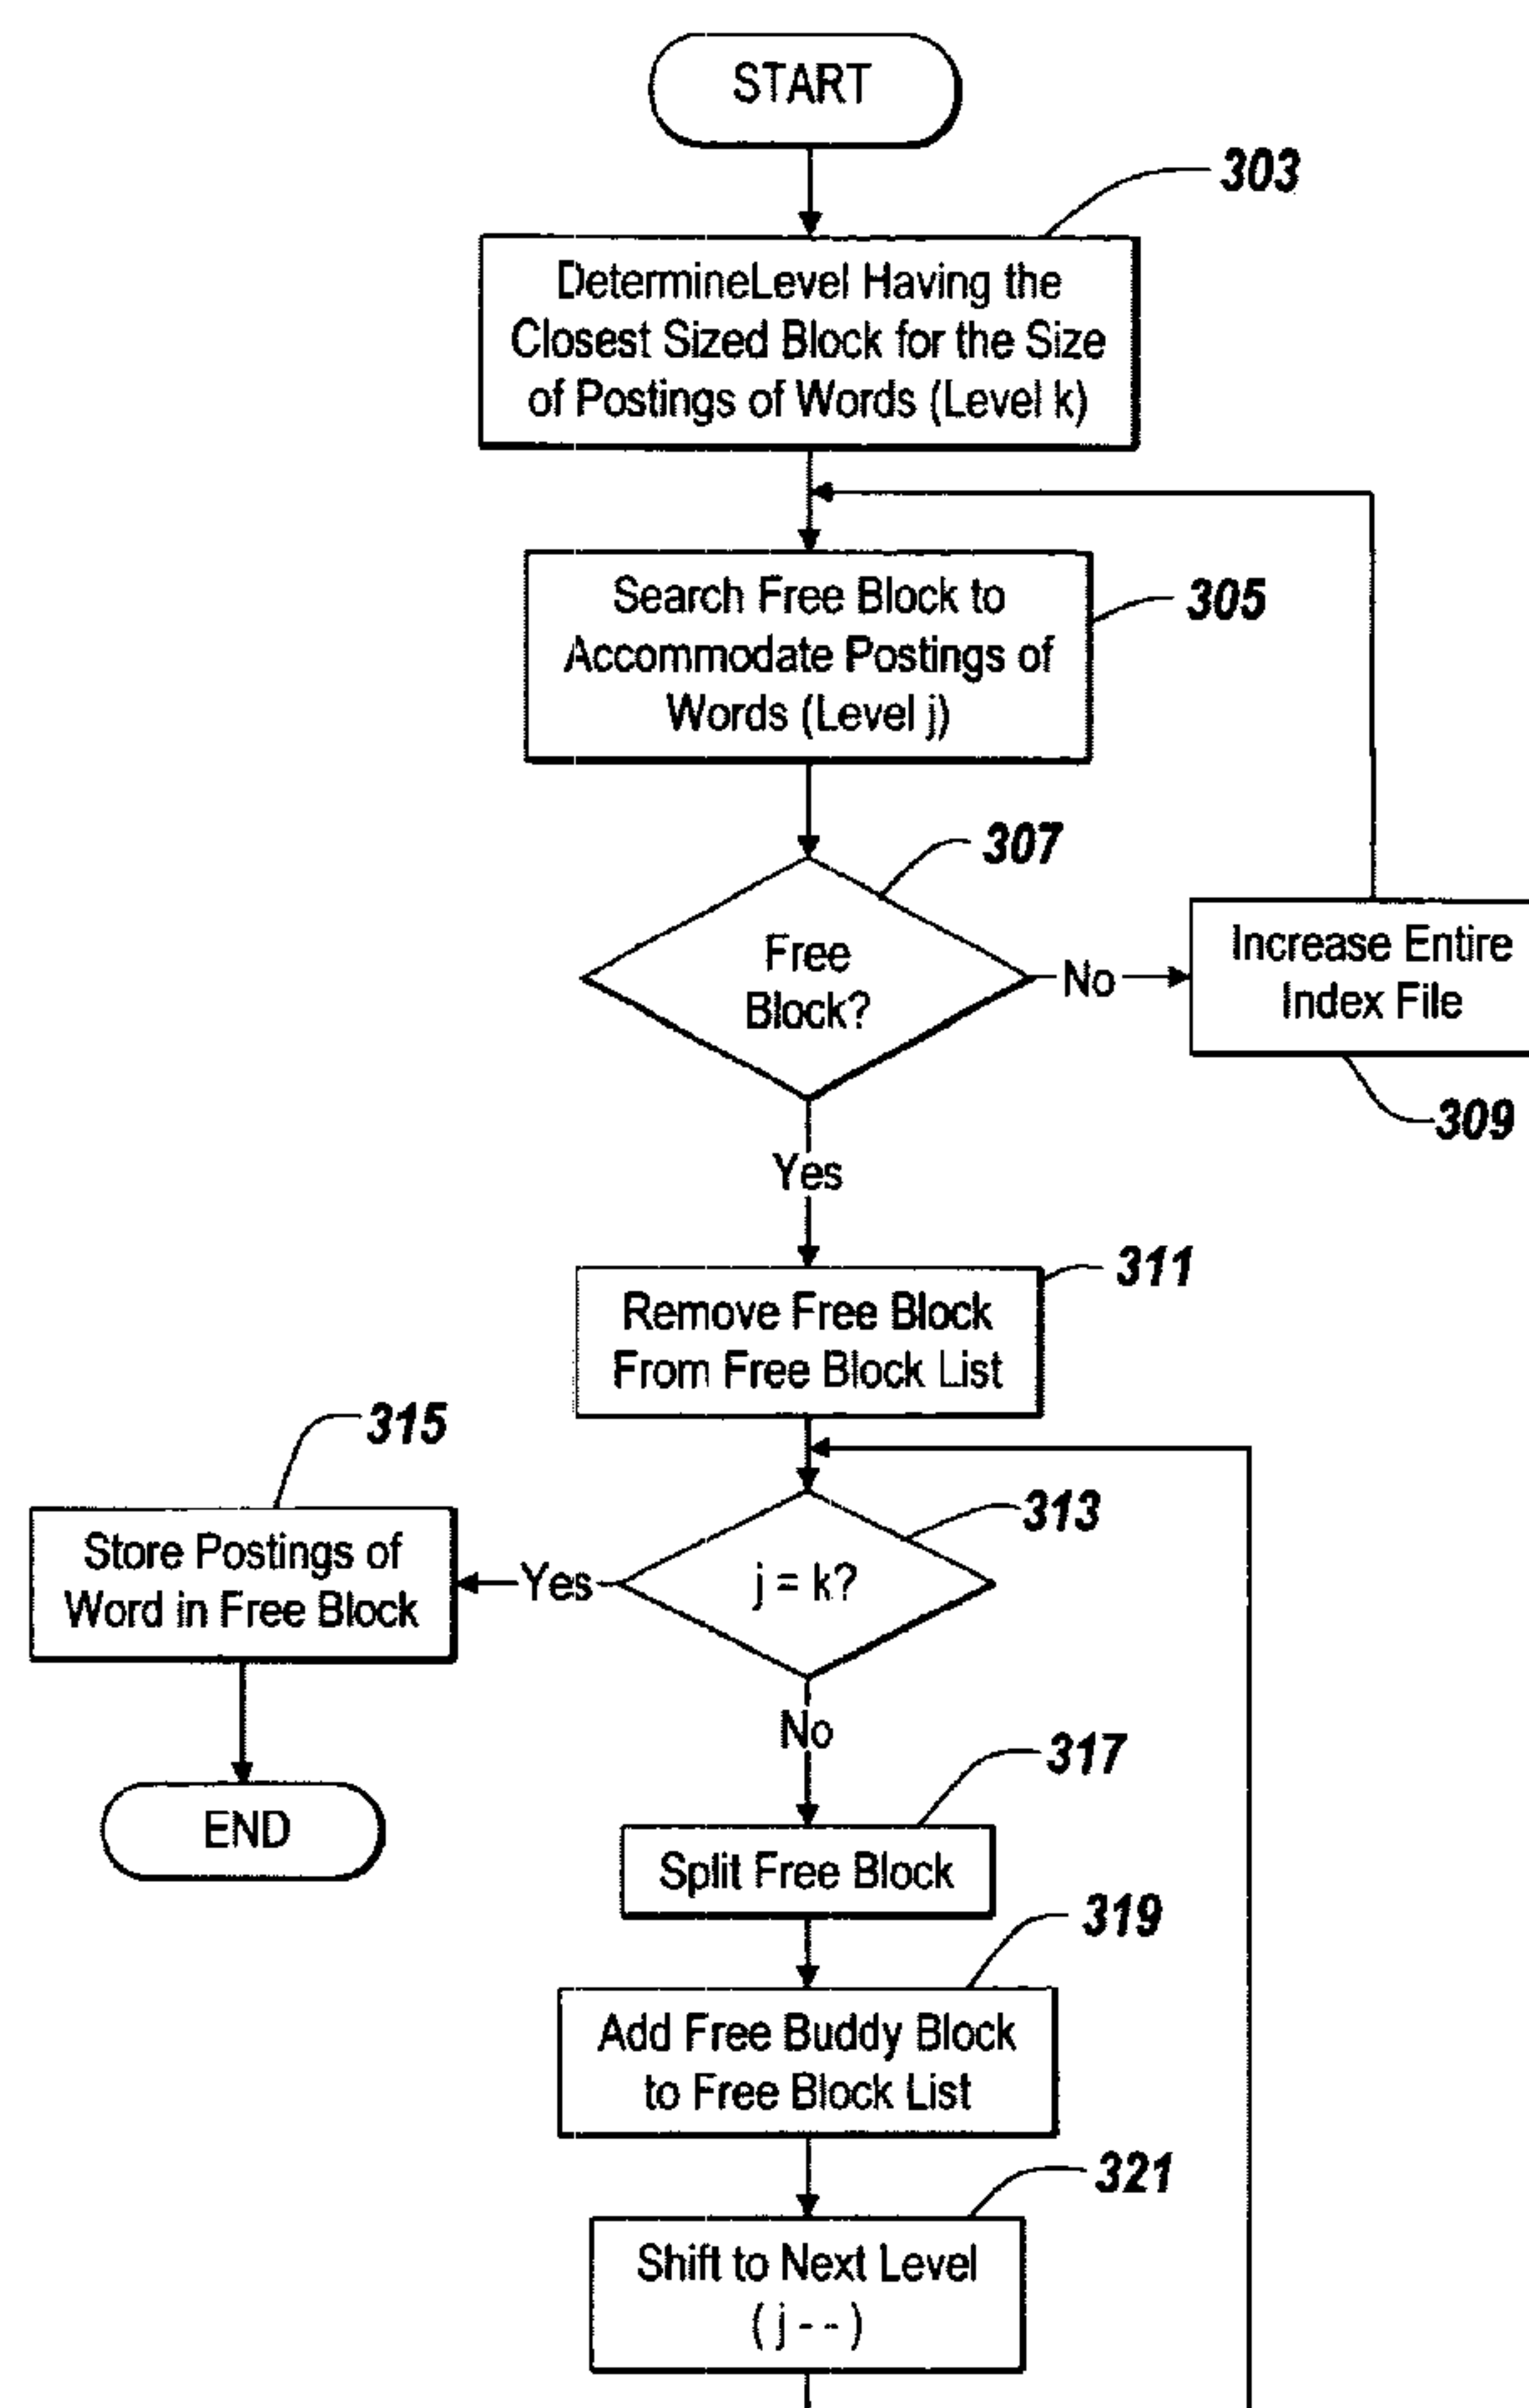 START
303
DetermineLevel Having the
Closest Sized Block for the Size
of Postings of Words (Level k)
Search Free Block to
Accommodate Postings of
Words (Level j)
305
307
Free
Block?
No
Increase Entire
Index File
309
Yes
311
Remove Free Block
From Free Block List
315
313
Store Postings of
Word in Free Block
Yes
j = k?
No
317
END
Split Free Block
319
Add Free Buddy Block
to Free Block List
321
Shift to Next Level
( j - - )